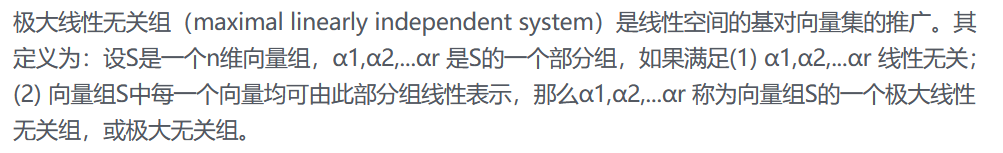 极大线性无关组（maximal linearly independent system）是线性空间的基对向量集的推广。其
定义为：设S是一个n维向量组，α1,α2,...αr 是S的一个部分组，如果满足(1) α1,α2,...αr 线性无关；
(2) 向量组S中每一个向量均可由此部分组线性表示，那么α1,α2,...αr 称为向量组S的一个极大线性
无关组，或极大无关组。